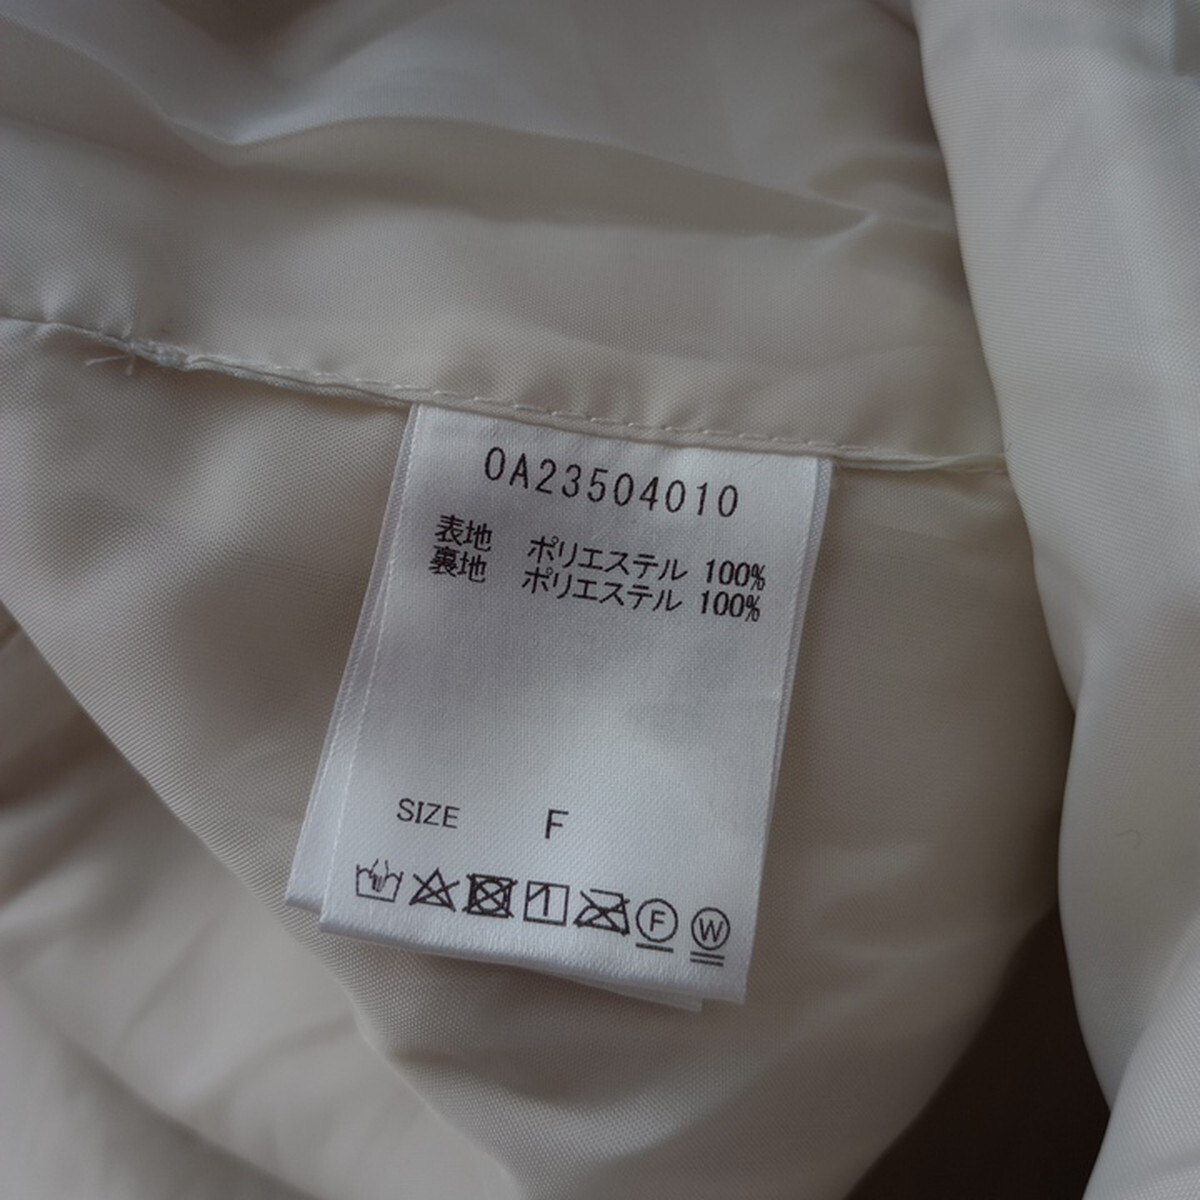 0A23504010
表地 ポリエステル 100%
裏地 ポリエステル 100%
SIZE F
F W